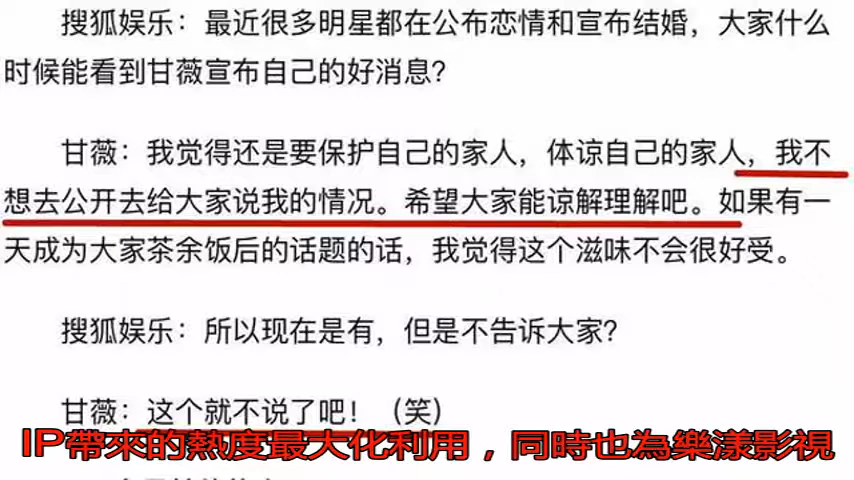 搜狐娱乐：最近很多明星都在公布恋情和宣布结婚，大家什么
时候能看到甘薇宣布自己的好消息？
甘薇：我觉得还是要保护自己的家人，体谅自己的家人，我不
想去公开去给大家说我的情况。希望大家能谅解理解吧。如果有一
天成为大家茶余饭后的话题的话，我觉得这个滋味不会很好受。
搜狐娱乐：所以现在是有，但是不告诉大家？
甘薇：这个就不说了吧！（笑）
IP帶來的熱度最大化利用，同時也為樂漾影視